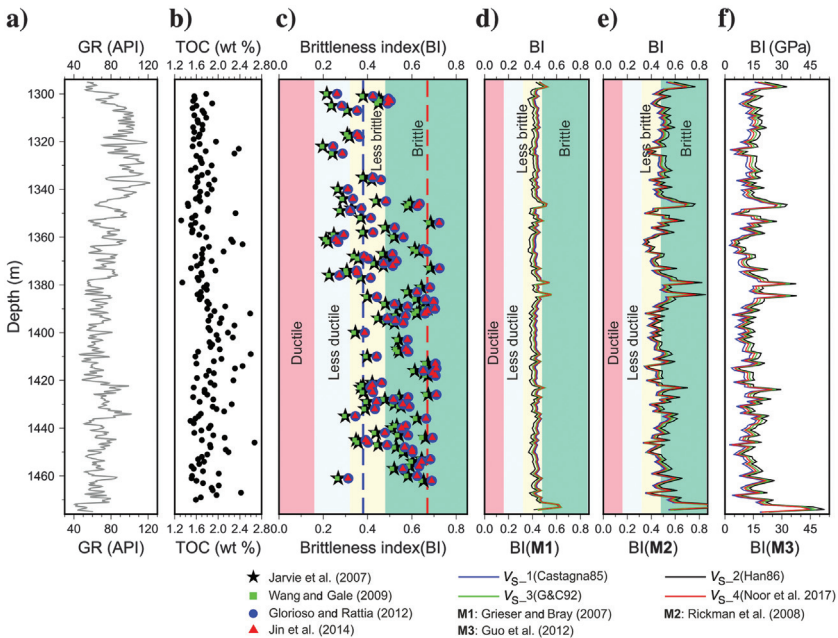 a) b) c) d) e) f)
GR (API) TOC (wt %) Brittleness index(BI) BI BI BI (GPa)
40 80 120 1.2 1.6 2.0 2.4 2.8 0.0 0.2 0.4 0.6 0.8 0.0 0.2 0.4 0.6 0.8 0.0 0.2 0.4 0.6 0.8 0 15 30 45
1300
1320
1340
1360
1380
1400
1420
1440
1460
Depth (m)
Ductile
Less ductile
Less brittle
Brittle
Ductile
Less ductile
Less brittle
Brittle
Ductile
Less ductile
Less brittle
Brittle
40 80 120 1.2 1.6 2.0 2.4 2.8 0.0 0.2 0.4 0.6 0.8 0.0 0.2 0.4 0.6 0.8 0.0 0.2 0.4 0.6 0.8 0 15 30 45
GR (API) TOC (wt %) Brittleness index(BI) BI(M1) BI(M2) BI(M3)
Jarvie et al. (2007) VS_1(Castagna85) VS_2(Han86)
Wang and Gale (2009) VS_3(G&C92) VS_4(Noor et al. 2017)
Glorioso and Rattia (2012) M1: Grieser and Bray (2007) M2: Rickman et al. (2008)
Jin et al. (2014) M3: Guo et al. (2012)